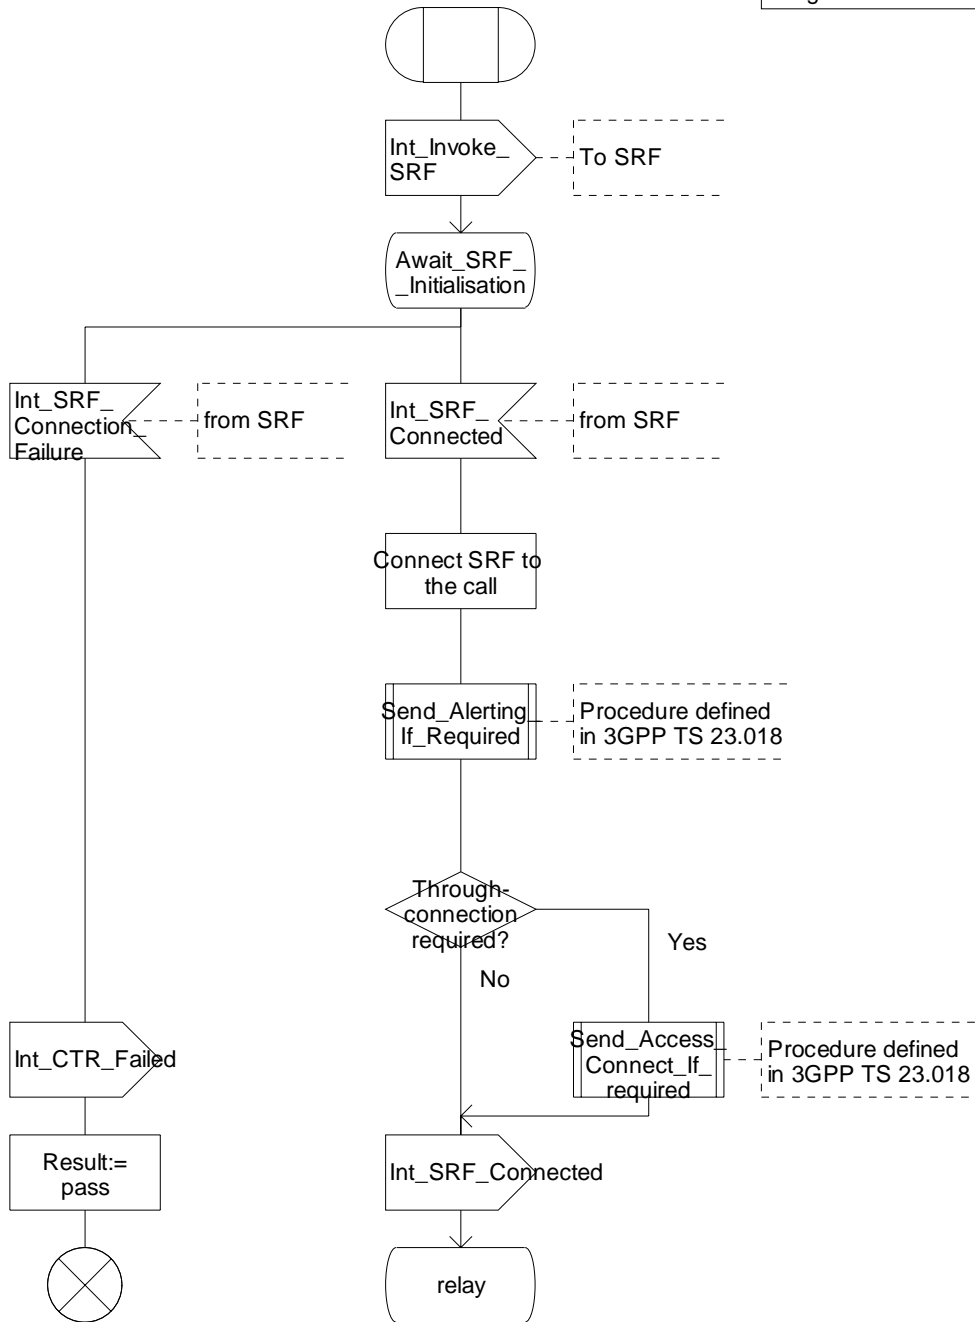 Int_Invoke_
SRF
To SRF
Await_SRF_
_Initialisation
Int_SRF_
Connection_
Failure
from SRF
Int_SRF_
Connected
from SRF
Connect SRF to
the call
Send_Alerting_
If_Required
Procedure defined
in 3GPP TS 23.018
Through-
connection
required?
Yes
No
Int_CTR_Failed
Send_Access_
Connect_If_
required
Procedure defined
in 3GPP TS 23.018
Result:=
pass
Int_SRF_Connected
relay